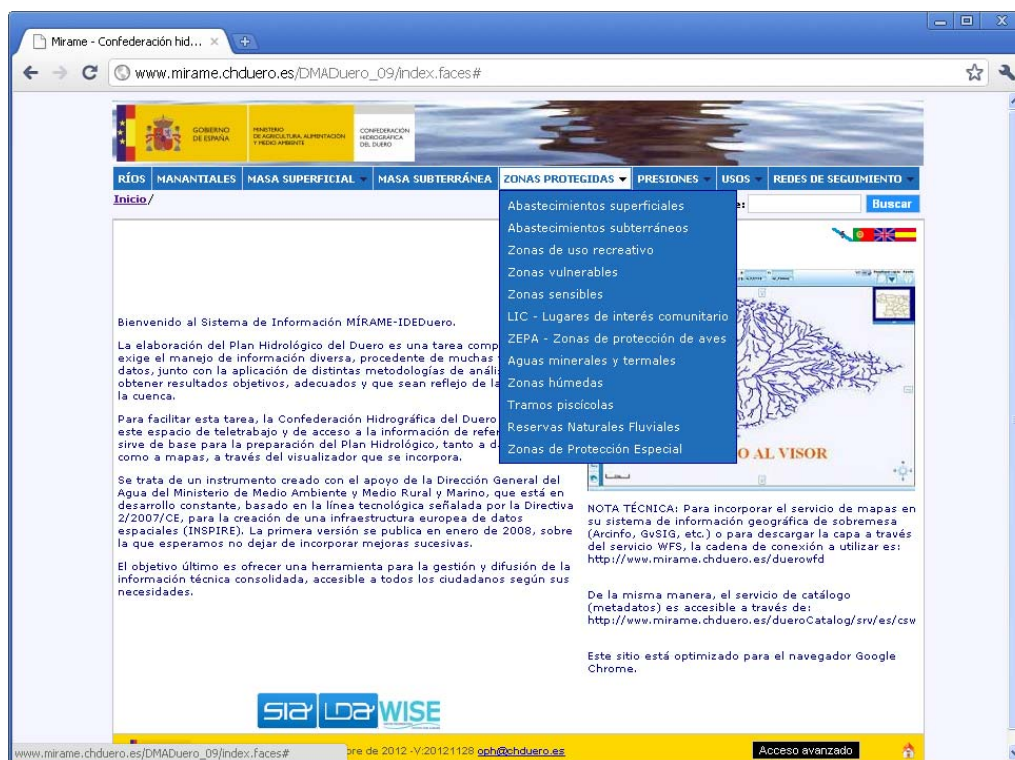 Mirame - Confederación hid...
www.mirame.chduero.es/DMADuero_09/index.faces#
GOBIERNO
DE ESPAÑA
MINISTERIO
DE AGRICULTURA, ALIMENTACIÓN
Y MEDIO AMBIENTE
CONFEDERACIÓN
HIDROGRÁFICA
DEL DUERO
RÍOS MANANTIALES MASA SUPERFICIAL MASA SUBTERRÁNEA ZONAS PROTEGIDAS PRESIONES USOS REDES DE SEGUIMIENTO
Inicio/
Buscar
Abastecimientos superficiales
Abastecimientos subterráneos
Zonas de uso recreativo
Zonas vulnerables
Zonas sensibles
LIC - Lugares de interés comunitario
ZEPA - Zonas de protección de aves
Aguas minerales y termales
Zonas húmedas
Tramos piscícolas
Reservas Naturales Fluviales
Zonas de Protección Especial
Bienvenido al Sistema de Información MÍRAME-IDEDuero.
La elaboración del Plan Hidrológico del Duero es una tarea comp
exige el manejo de información diversa, procedente de muchas
datos, junto con la aplicación de distintas metodologías de anális
obtener resultados objetivos, adecuados y que sean reflejo de la
la cuenca.
Para facilitar esta tarea, la Confederación Hidrográfica del Duero
este espacio de teletrabajo y de acceso a la información de refer
sirve de base para la preparación del Plan Hidrológico, tanto a da
como a mapas, a través del visualizador que se incorpora.
Se trata de un instrumento creado con el apoyo de la Dirección General del
Agua del Ministerio de Medio Ambiente y Medio Rural y Marino, que está en
desarrollo constante, basado en la línea tecnológica señalada por la Directiva
2/2007/CE, para la creación de una infraestructura europea de datos
espaciales (INSPIRE). La primera versión se publica en enero de 2008, sobre
la que esperamos no dejar de incorporar mejoras sucesivas.
El objetivo último es ofrecer una herramienta para la gestión y difusión de la
información técnica consolidada, accesible a todos los ciudadanos según sus
necesidades.
O AL VISOR
NOTA TÉCNICA: Para incorporar el servicio de mapas en
su sistema de información geográfica de sobremesa
(Arcinfo, GvSIG, etc.) o para descargar la capa a través
del servicio WFS, la cadena de conexión a utilizar es:
http://www.mirame.chduero.es/duerowfd
De la misma manera, el servicio de catálogo
(metadatos) es accesible a través de:
http://www.mirame.chduero.es/dueroCatalog/srv/es/csw
Este sitio está optimizado para el navegador Google
Chrome.
sia WISE
www.mirame.chduero.es/DMADuero_09/index.faces#
bre de 2012 -V:20121128 oph@chduero.es
Acceso avanzado